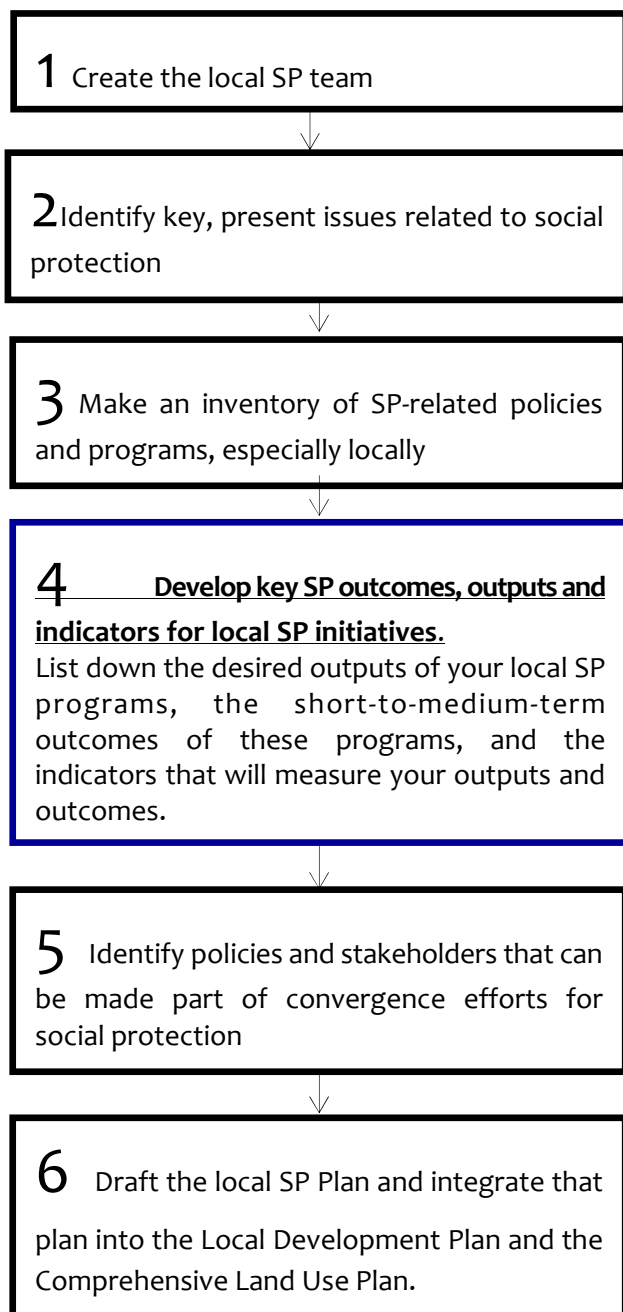 1 Create the local SP team
2Identify key, present issues related to social
protection
3 Make an inventory of SP-related policies
and programs, especially locally
4 Develop key SP outcomes, outputs and
indicators for local SP initiatives.
List down the desired outputs of your local SP
programs, the short-to-medium-term
outcomes of these programs, and the
indicators that will measure your outputs and
outcomes.
5 Identify policies and stakeholders that can
be made part of convergence efforts for
social protection
6 Draft the local SP Plan and integrate that
plan into the Local Development Plan and the
Comprehensive Land Use Plan.